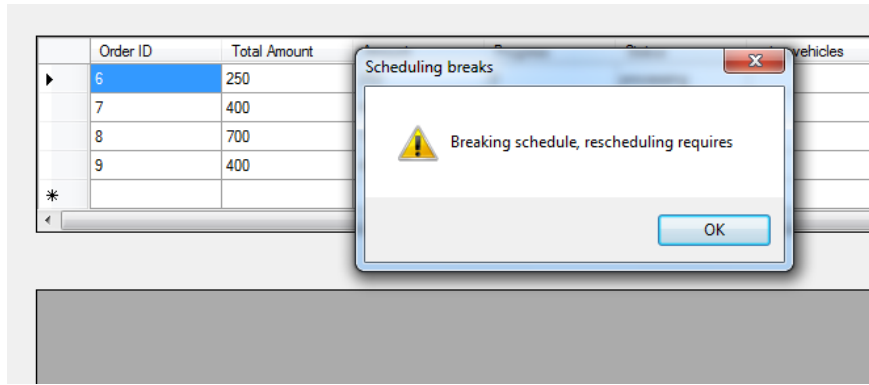 Order ID Total Amount vehicles
Scheduling breaks
6 250
7 400
Breaking schedule, rescheduling requires
8 700
9 400
OK